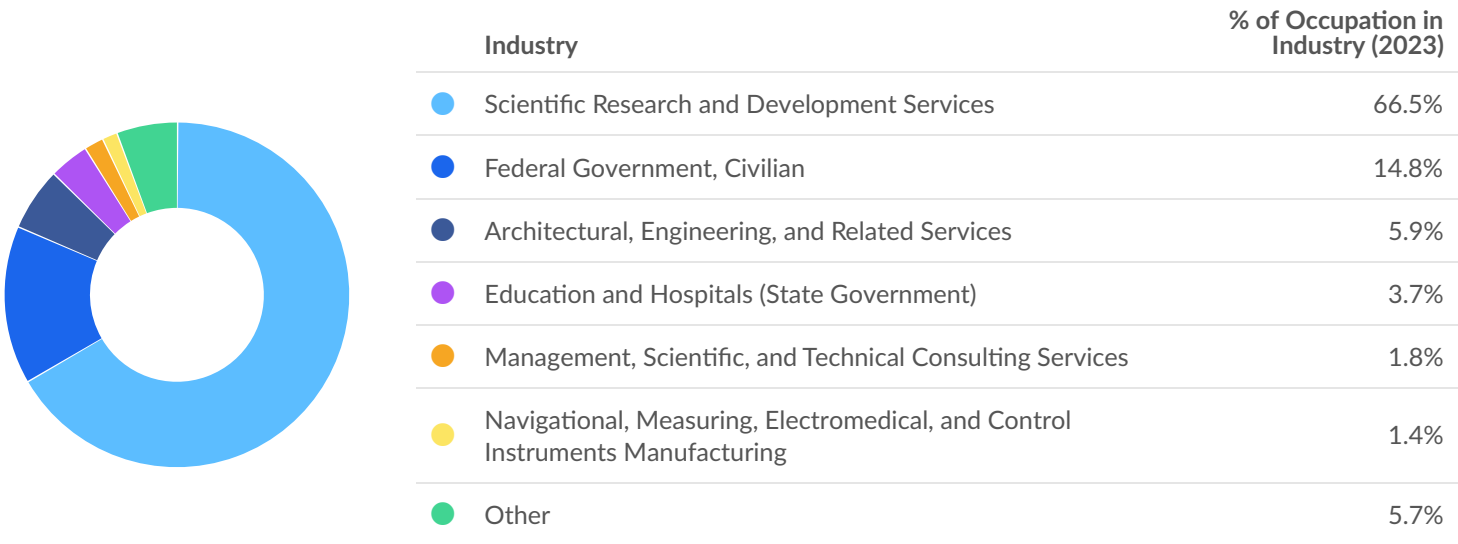 Industry
% of Occupation in
Industry (2023)
Scientific Research and Development Services
66.5%
Federal Government, Civilian
14.8%
Architectural, Engineering, and Related Services
5.9%
Education and Hospitals (State Government)
3.7%
Management, Scientific, and Technical Consulting Services
1.8%
Navigational, Measuring, Electromedical, and Control
Instruments Manufacturing
1.4%
Other
5.7%